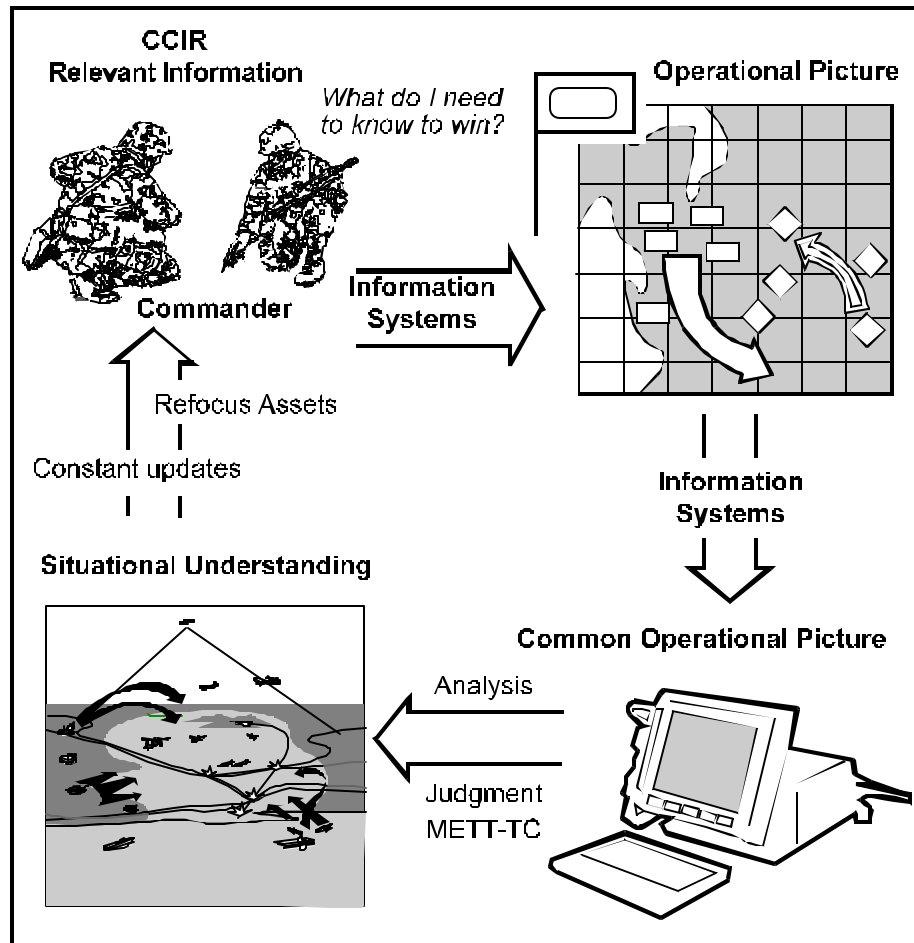 CCIR
Relevant Information
What do I need
to know to win?
Operational Picture
Commander
Information
Systems
Refocus Assets
Constant updates
Information
Systems
Situational Understanding
Common Operational Picture
Analysis
Judgment
METT-TC